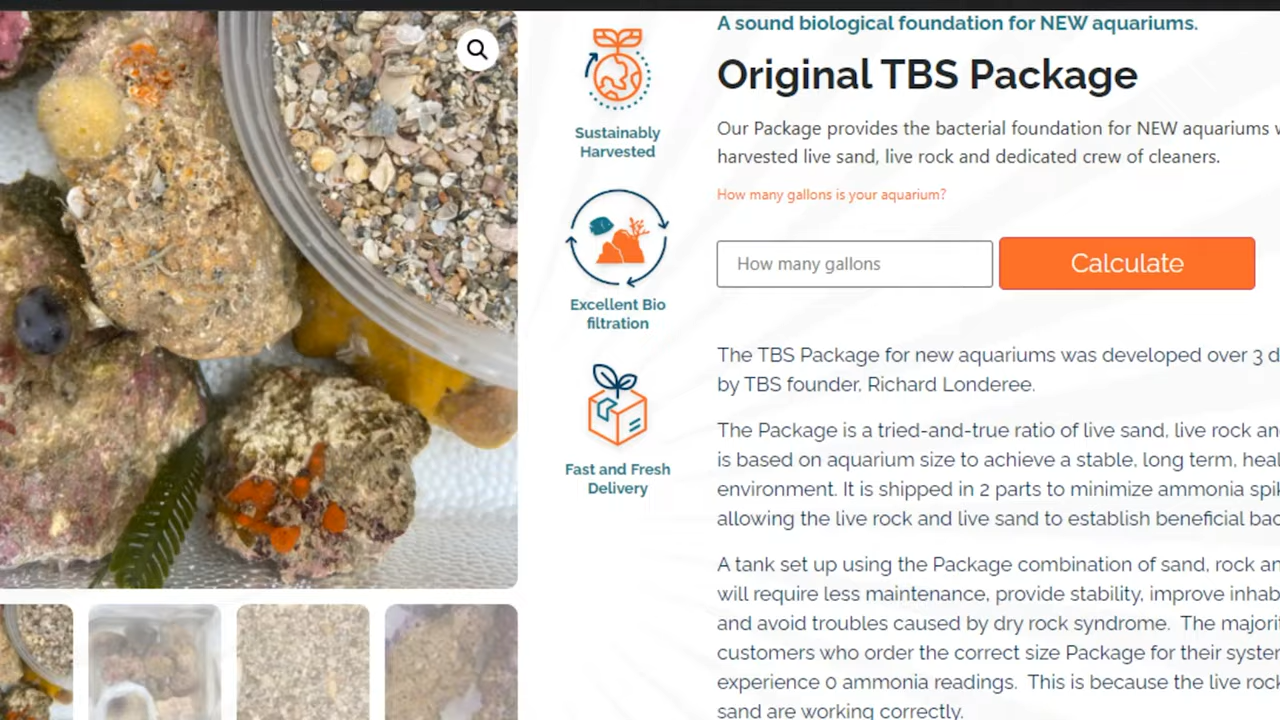 A sound biological foundation for NEW aquariums.
Original TBS Package
Our Package provides the bacterial foundation for NEW aquariums
harvested live sand, live rock and dedicated crew of cleaners.
How many gallons is your aquarium?
How many gallons
Calculate
Sustainably
Harvested
Excellent Bio
filtration
Fast and Fresh
Delivery
The TBS Package for new aquariums was developed over 3
by TBS founder, Richard Londeree.
The Package is a tried-and-true ratio of live sand, live rock
is based on aquarium size to achieve a stable, long term,
environment. It is shipped in 2 parts to minimize ammonia
allowing the live rock and live sand to establish beneficial
A tank set up using the Package combination of sand, rock
will require less maintenance, provide stability, improve
and avoid troubles caused by dry rock syndrome. The
customers who order the correct size Package for their
experience 0 ammonia readings. This is because the live
sand are working correctly.